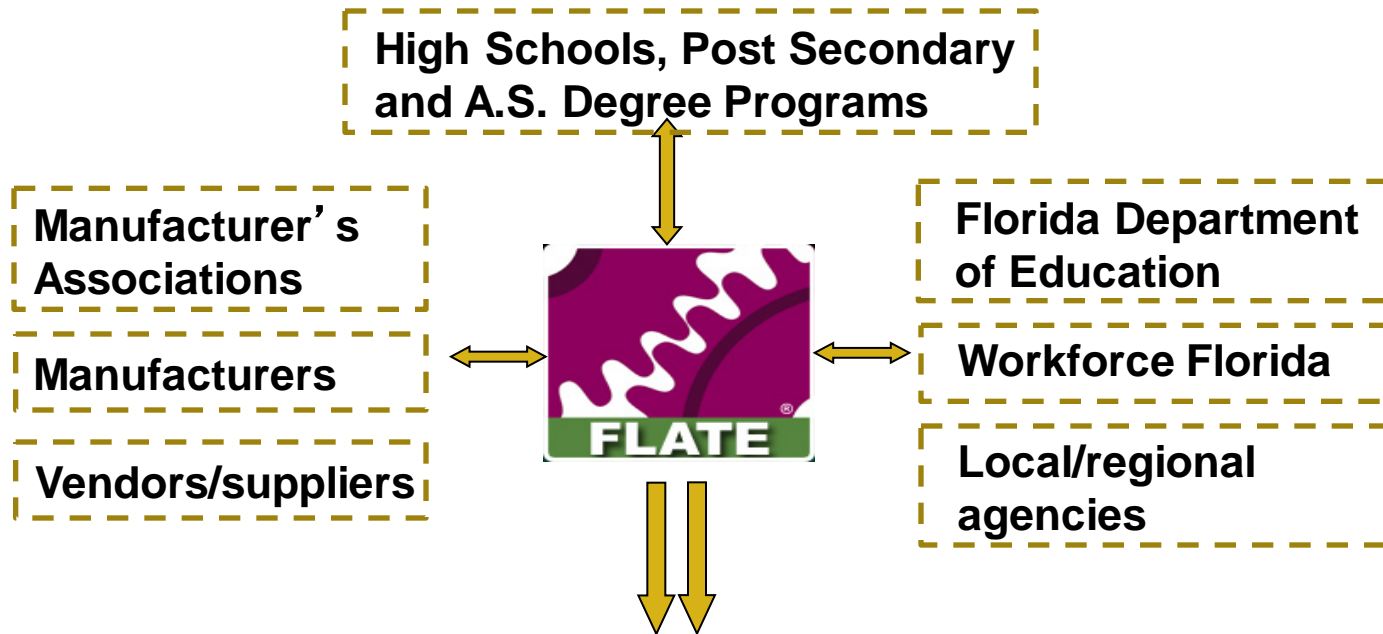 High Schools, Post Secondary
and A.S. Degree Programs
Manufacturer’s
Associations
Manufacturers
Vendors/suppliers
®
FLATE
Florida Department
of Education
Workforce Florida
Local/regional
agencies